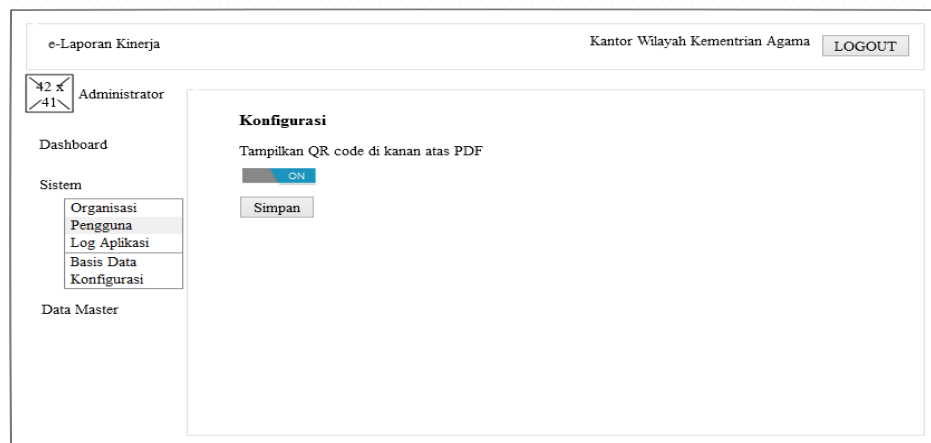 e-Laporan Kinerja
Kantor Wilayah Kementrian Agama
LOGOUT
42 x
41
Administrator
Dashboard
Sistem
Organisasi
Pengguna
Log Aplikasi
Basis Data
Konfigurasi
Data Master
Konfigurasi
Tampilkan QR code di kanan atas PDF
ON
Simpan